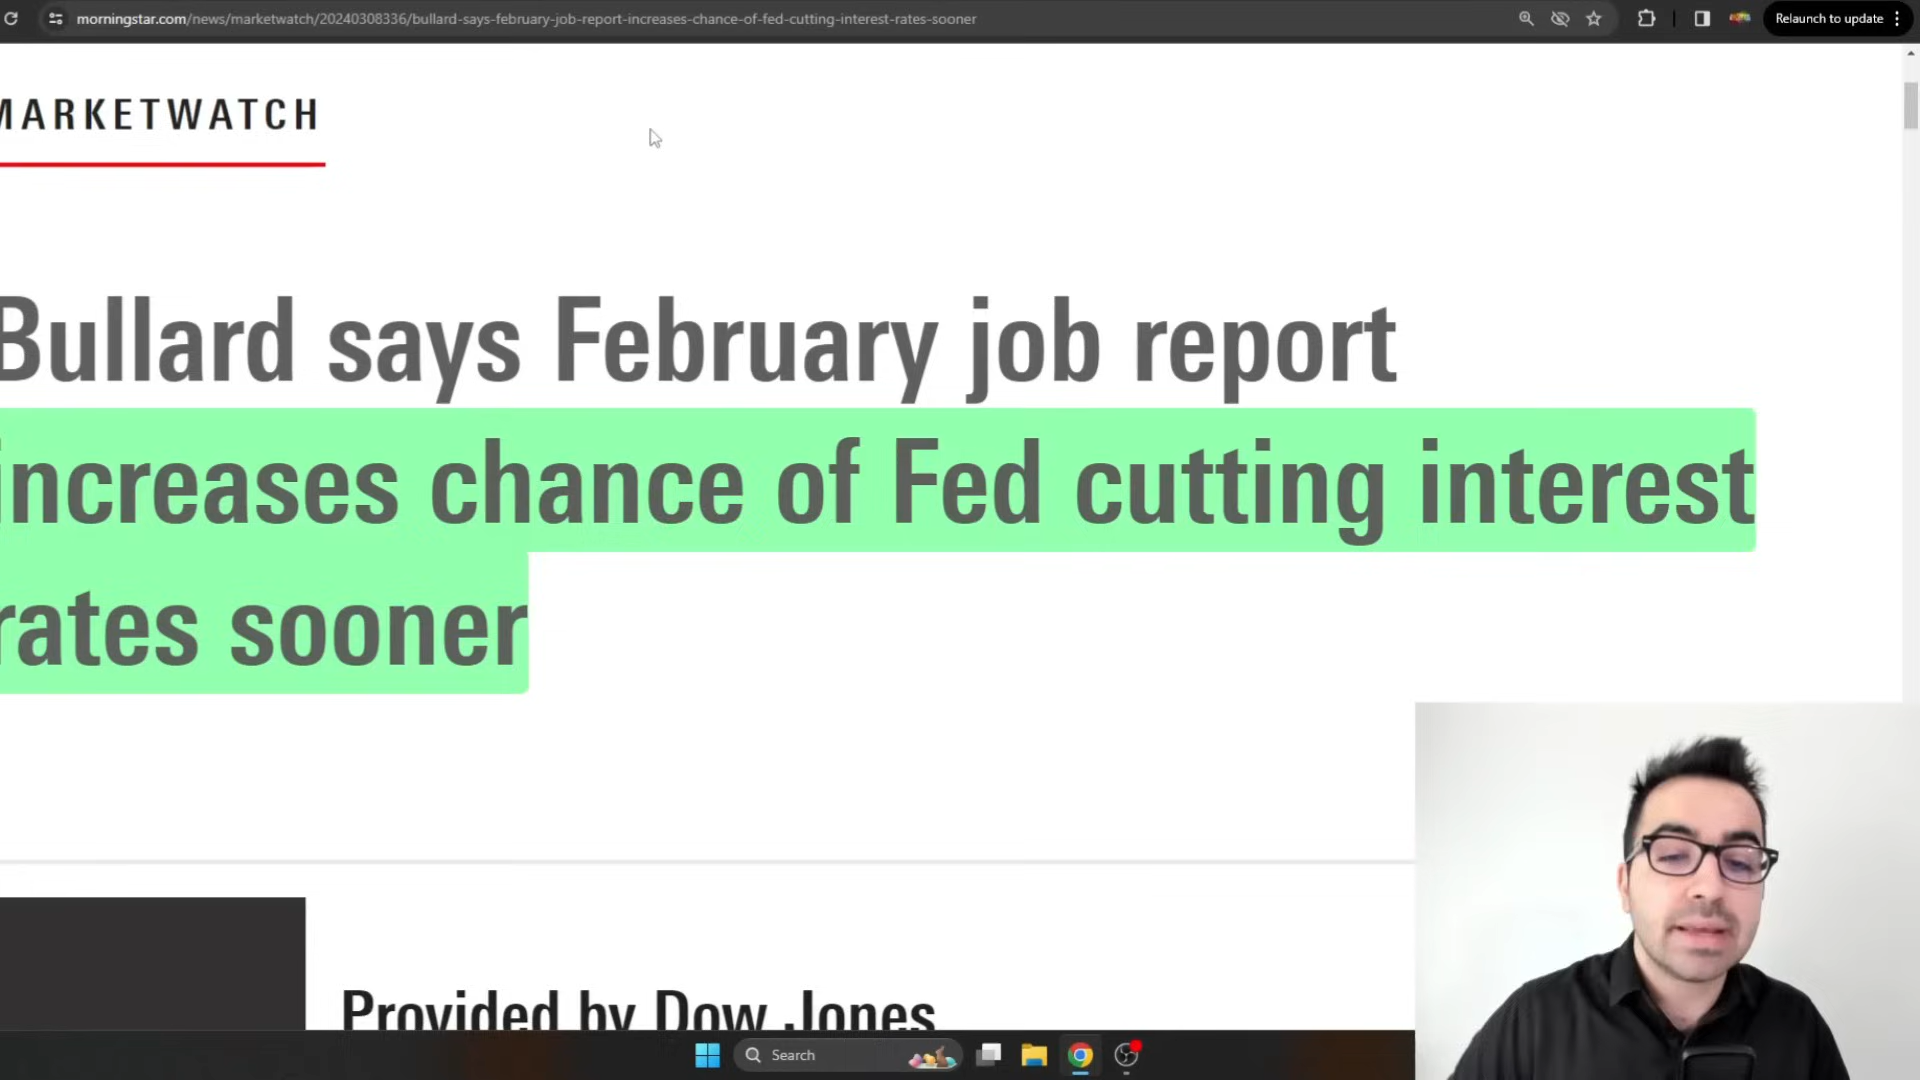 morningstar.com/news/marketwatch/20240308336/bullard-says-february-job-report-increases-chance-of-fed-cutting-interest-rates-sooner
Relaunch to update
MARKETWATCH
Bullard says February job report
increases chance of Fed cutting interest
rates sooner
Provided by Dow Jones
Search